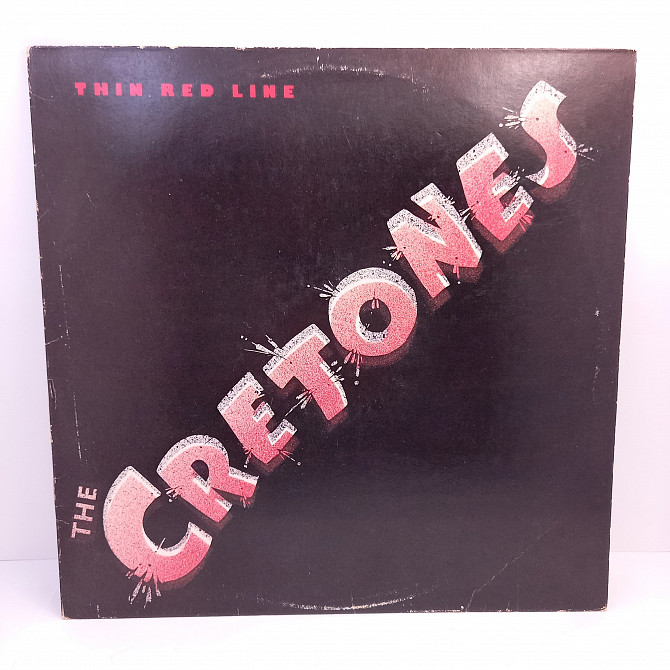 THIN RED LINE
THE
CRETONES